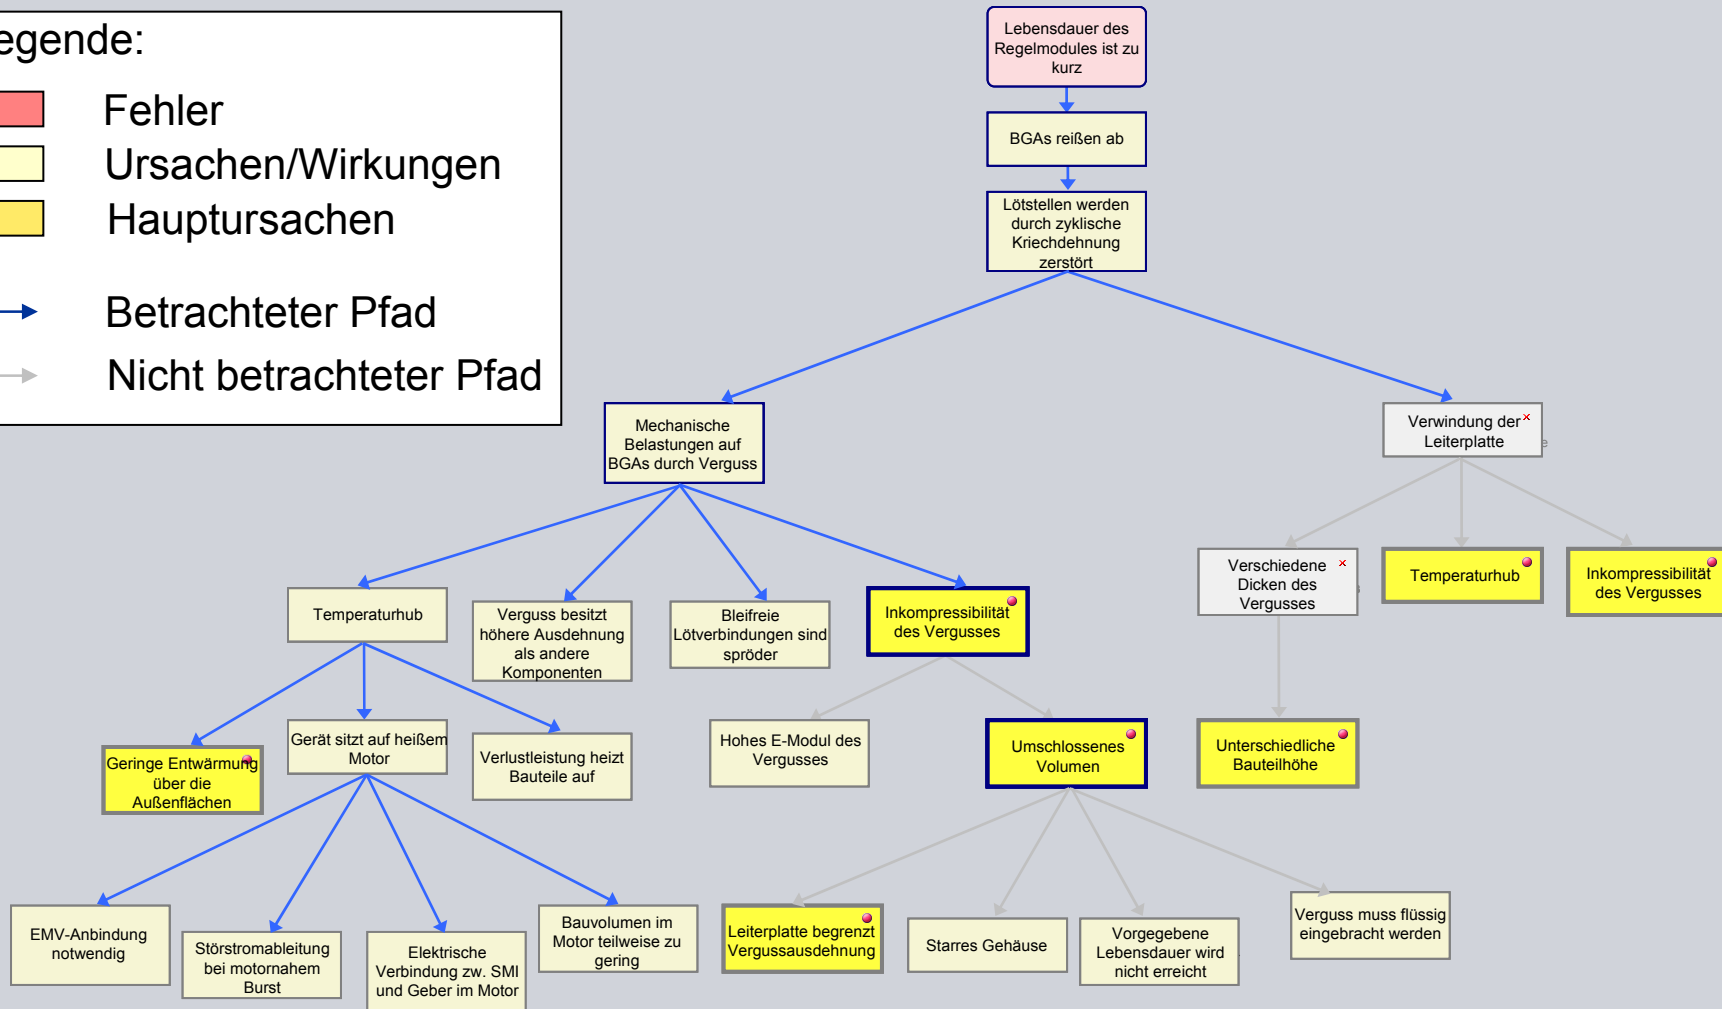 egende:
Fehler
Ursachen/Wirkungen
Hauptursachen
Betrachteter Pfad
Nicht betrachteter Pfad
Lebensdauer des
Regelmodules ist zu
kurz
BGAs reißen ab
Lötstellen werden
durch zyklische
Kriechdehnung
zerstört
Mechanische
Belastungen auf
BGAs durch Verguss
Verwindung der
Leiterplatte
Temperaturhub
Verguss besitzt
höhere Ausdehnung
als andere
Komponenten
Bleifreie
Lötverbindungen sind
spröder
Inkompressibilität
des Vergusses
Verschiedene
Dicken des
Vergusses
Temperaturhub
Inkompressibilität
des Vergusses
Geringe Entwärmung
über die
Außenflächen
Gerät sitzt auf heißem
Motor
Verlustleistung heizt
Bauteile auf
Hohes E-Modul des
Vergusses
Umschlossenes
Volumen
Unterschiedliche
Bauteilhöhe
EMV-Anbindung
notwendig
Störstromableitung
bei motornahem
Burst
Elektrische
Verbindung zw. SMI
und Geber im Motor
Bauvolumen im
Motor teilweise zu
gering
Leiterplatte begrenzt
Vergussausdehnung
Starres Gehäuse
Vorgegebene
Lebensdauer wird
nicht erreicht
Verguss muss flüssig
eingebracht werden